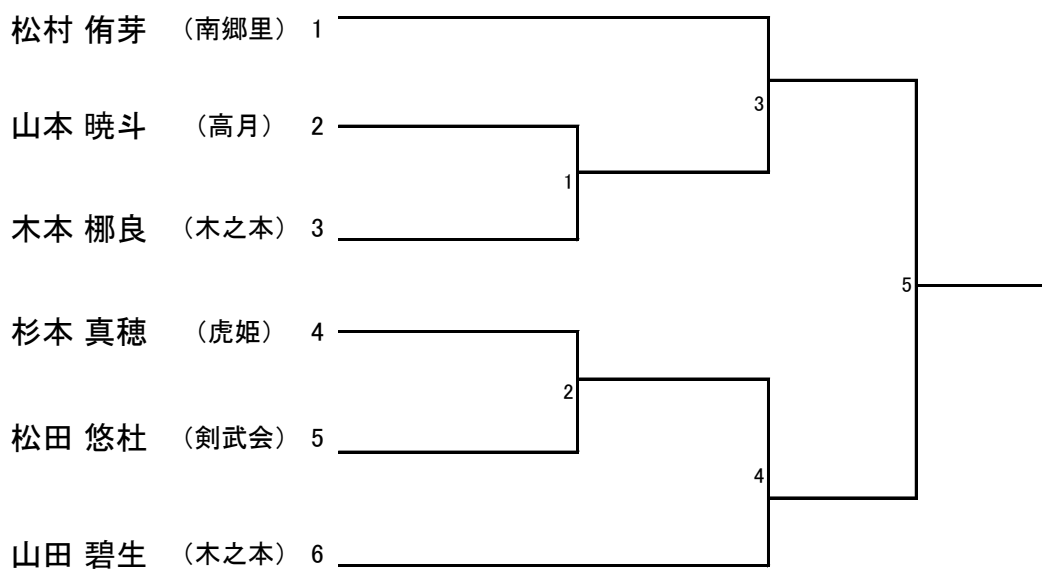 松村 侑芽 （南郷里） 1
3
山本 暁斗 （高月） 2
1
木本 梛良 （木之本） 3
5
杉本 真穂 （虎姫） 4
2
松田 悠杜 （剣武会） 5
4
山田 碧生 （木之本） 6